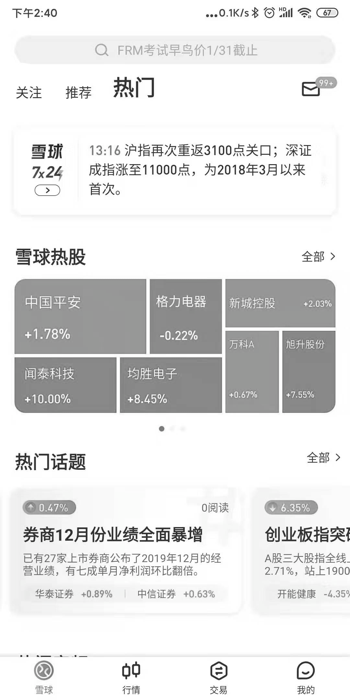 下午2:40
...0.1K/s
HD
67
FRM考试早鸟价1/31截止
关注
推荐
热门
99+
雪球
7x24
13:16 沪指再次重返3100点关口；深证
成指涨至11000点，为2018年3月以来
首次。
雪球热股
全部
中国平安
+1.78%
格力电器
-0.22%
新城控股
+2.03%
万科A
+0.67%
旭升股份
+7.55%
闻泰科技
+10.00%
均胜电子
+8.45%
热门话题
全部
0.47%
0阅读
券商12月份业绩全面暴增
已有27家上市券商公布了2019年12月的经
营业绩，有七成单月净利润环比翻倍。
华泰证券 +0.89%
中信证券 +0.63%
6.35%
创业板指突破
A股三大股指全线上
2.71%，站上1900
开能健康 -4.35%
雪球
行情
交易
我的